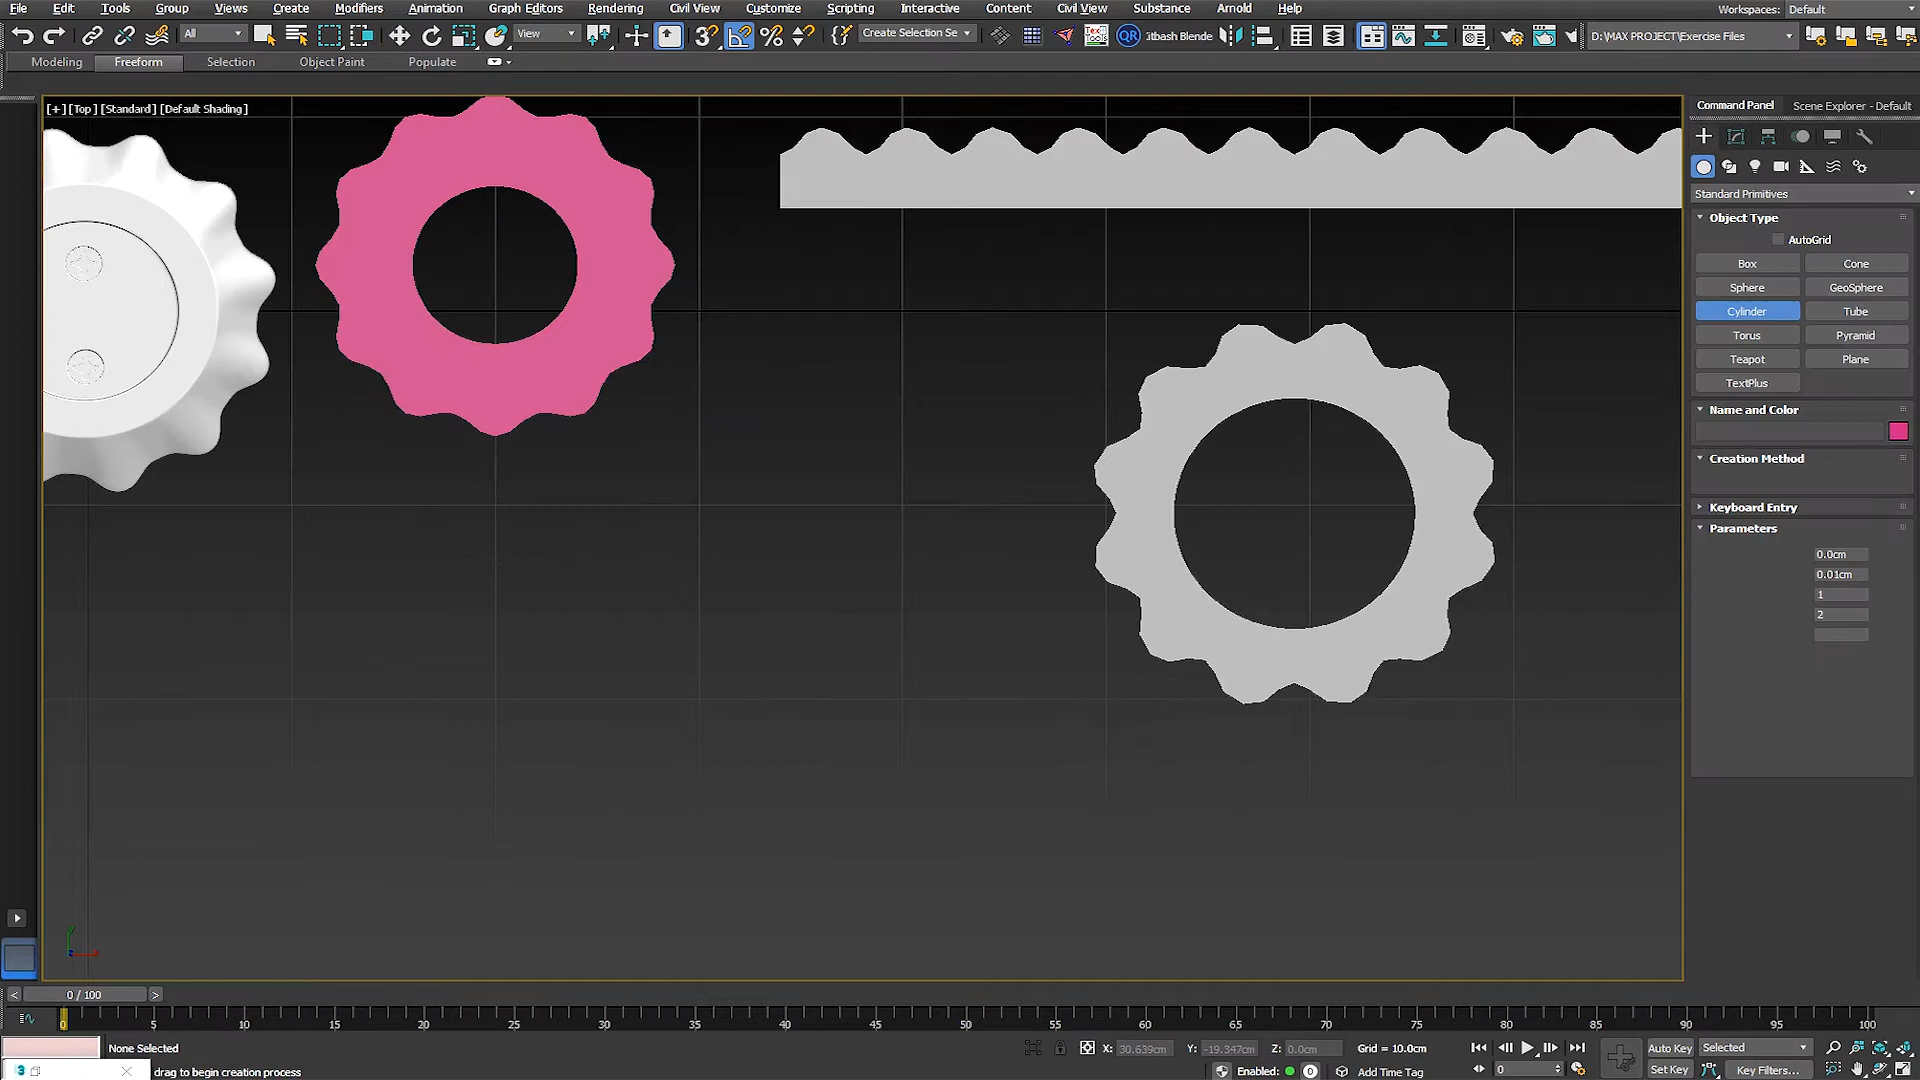 File Edit Tools Group Views Create Modifiers Animation Graph Editors Rendering Civil View Customize Scripting Interactive Content Civil View Substance Arnold Help Workspaces: Default
All View Create Selection Se QR Jtbash Blende D:\MAX PROJECT\Exercise Files
Modeling Freeform Selection Object Paint Populate
[+] [Top] [Standard] [Default Shading]
Command Panel Scene Explorer - Default
Standard Primitives
Object Type
AutoGrid
Box Cone
Sphere GeoSphere
Cylinder Tube
Torus Pyramid
Teapot Plane
TextPlus
Name and Color
Creation Method
Keyboard Entry
Parameters
0.0cm
0.01cm
1
2
< 0 / 100 >
0 5 10 15 20 25 30 35 40 45 50 55 60 65 70 75 80 85 90 95 100
None Selected X: 30.639cm Y: -19.347cm Z: 0.0cm Grid = 10.0cm Auto Key Selected
3 drag to begin creation process Enabled: 0 Add Time Tag 0 Set Key Key Filters...